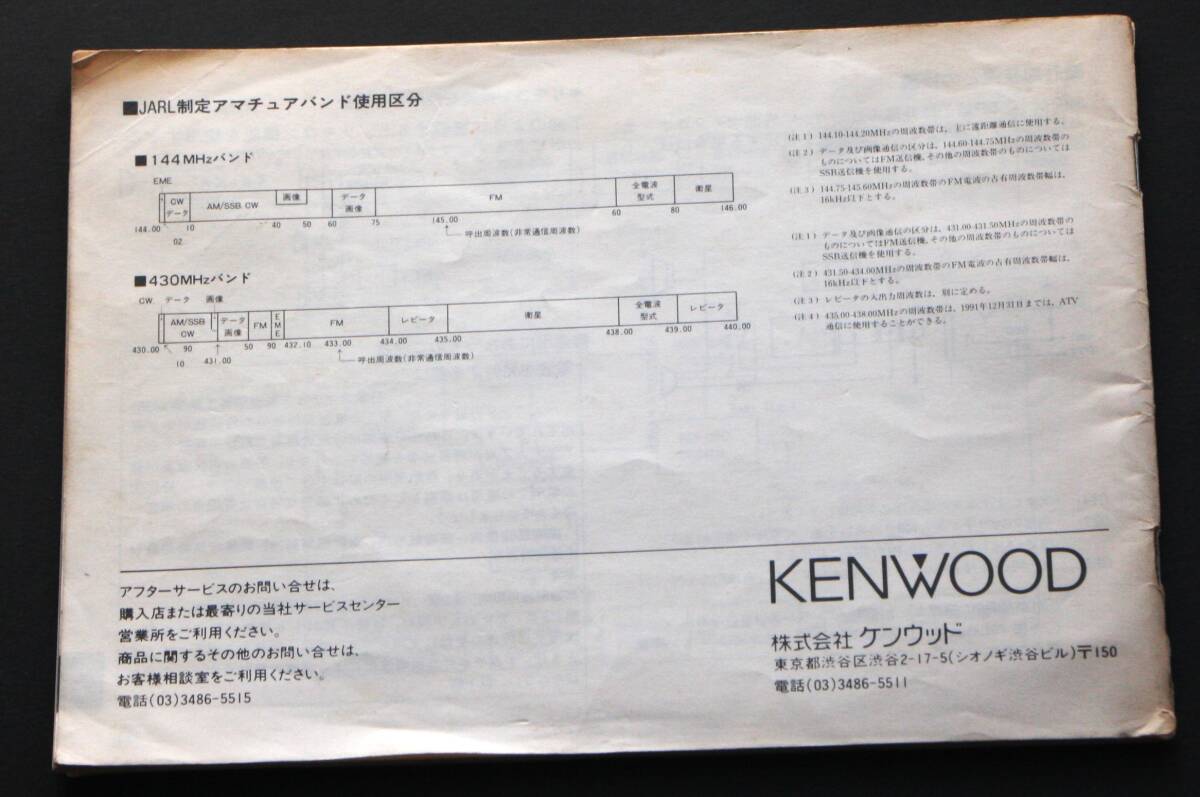 ■JARL制定アマチュアバンド使用区分
■144MHzバンド
EME
CW
データ
AM/SSB CW
画像
データ
画像
FM
全電波
型式
衛星
144.00
02
10
40
50
60
75
145.00
60
80
146.00
呼出周波数(非常通信周波数)
■430MHzバンド
CW データ 画像
AM/SSB
CW
データ
画像
FM
EME
FM
レピータ
衛星
全電波
型式
レピータ
430.00
10
90
431.00
50
90
432.10
433.00
434.00
435.00
438.00
439.00
440.00
呼出周波数(非常通信周波数)
(注1) 144.10-144.20MHzの周波数帯は、主に遠距離通信に使用する。
(注2) データ及び画像通信の区分は、144.60-144.75MHzの周波数帯の
ものについてはFM送信機、その他の周波数帯のものについては
SSB送信機を使用する。
(注3) 144.75-145.60MHzの周波数帯のFM電波の占有周波数帯幅は、
16kHz以下とする。
(注1) データ及び画像通信の区分は、431.00-431.50MHzの周波数帯の
ものについてはFM送信機、その他の周波数帯のものについては
SSB送信機を使用する。
(注2) 431.50-434.00MHzの周波数帯のFM電波の占有周波数帯幅は、
16kHz以下とする。
(注3) レピータの入出力周波数は、別に定める。
(注4) 435.00-438.00MHzの周波数帯は、1991年12月31日までは、ATV
通信に使用することができる。
アフターサービスのお問い合せは、
購入店または最寄りの当社サービスセンター
営業所をご利用ください。
商品に関するその他のお問い合せは、
お客様相談室をご利用ください。
電話(03)3486-5515
KENWOOD
株式会社 ケンウッド
東京都渋谷区渋谷2-17-5(シオノギ渋谷ビル)〒150
電話(03)3486-5511